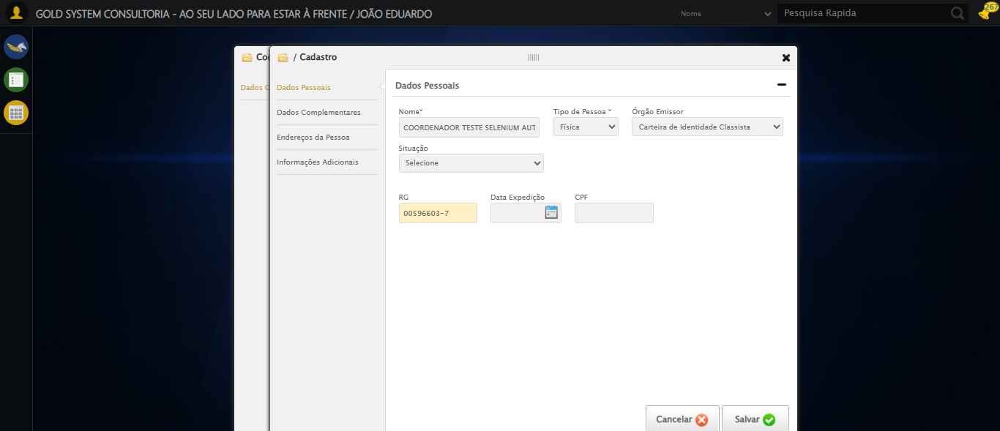 GOLD SYSTEM CONSULTORIA - AO SEU LADO PARA ESTAR À FRENTE / JOÃO EDUARDO
Nome
Pesquisa Rapida
267
/ Cadastro
Dados Pessoais
Dados Complementares
Endereços da Pessoa
Informações Adicionais
Dados Pessoais
Nome* Tipo de Pessoa * Órgão Emissor
COORDENADOR TESTE SELENIUM AUT Física Carteira de Identidade Classista
Situação
Selecione
RG Data Expedição CPF
00596603-7
Cancelar Salvar